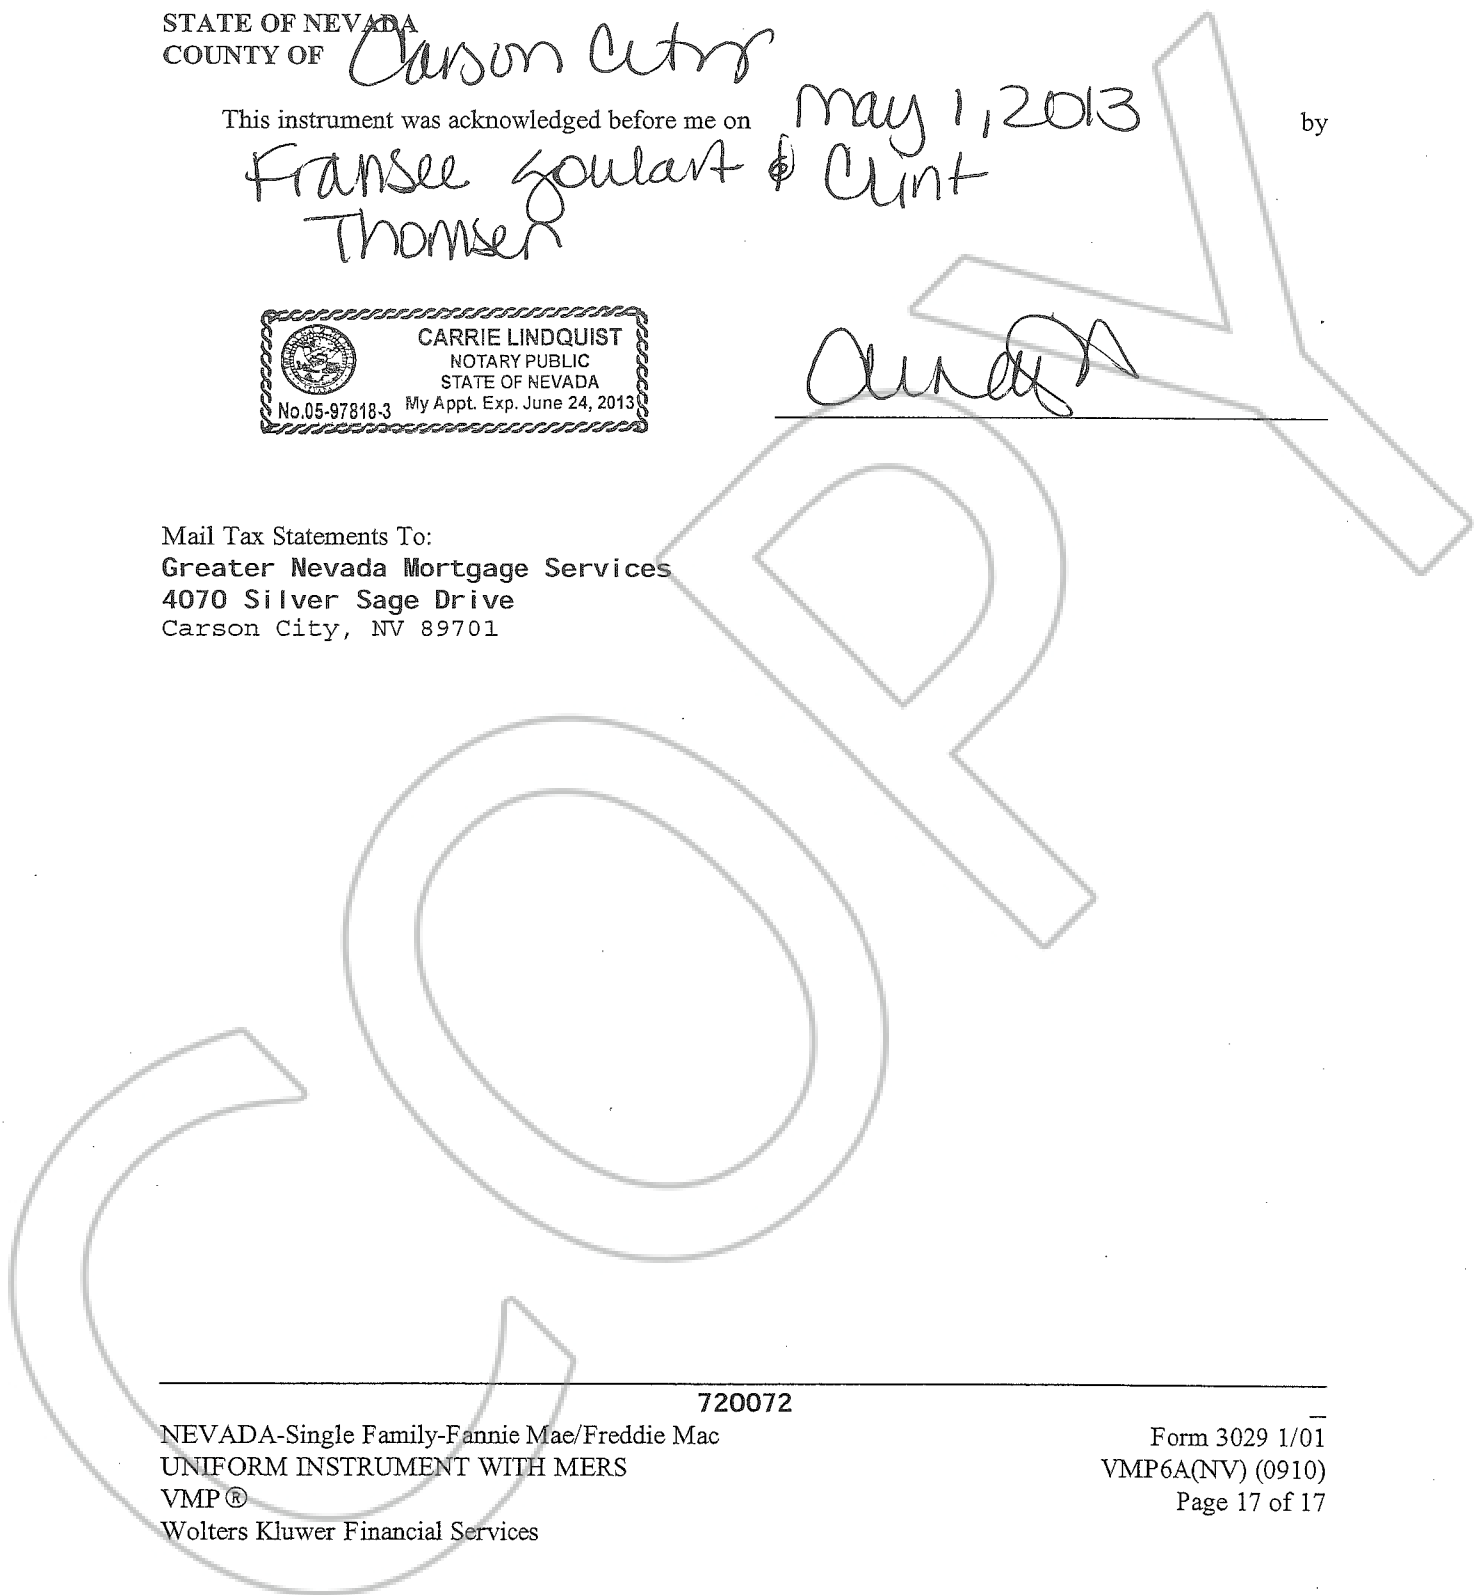 STATE OF NEVADA
COUNTY OF Carson City
This instrument was acknowledged before me on May 1, 2013 by
Fransee Goulart & Clint
Thomsen
CARRIE LINDQUIST
NOTARY PUBLIC
STATE OF NEVADA
No.05-97818-3 My Appt. Exp. June 24, 2013
Mail Tax Statements To:
Greater Nevada Mortgage Services
4070 Silver Sage Drive
Carson City, NV 89701
COPY
720072
NEVADA-Single Family-Fannie Mae/Freddie Mac
UNIFORM INSTRUMENT WITH MERS
VMP ®
Wolters Kluwer Financial Services
Form 3029 1/01
VMP6A(NV) (0910)
Page 17 of 17